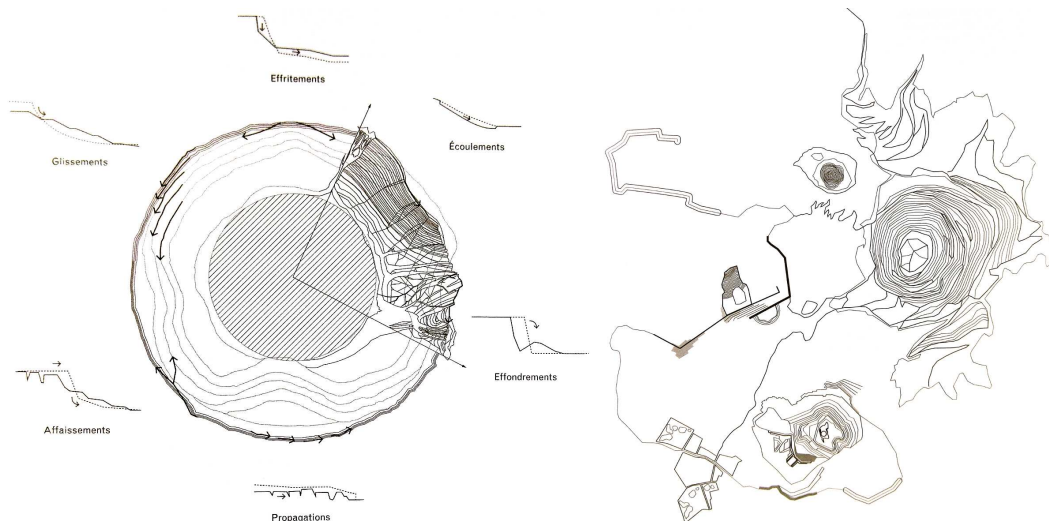 Effritements
Écoulements
Glissements
Effondrements
Affaissements
Propagations